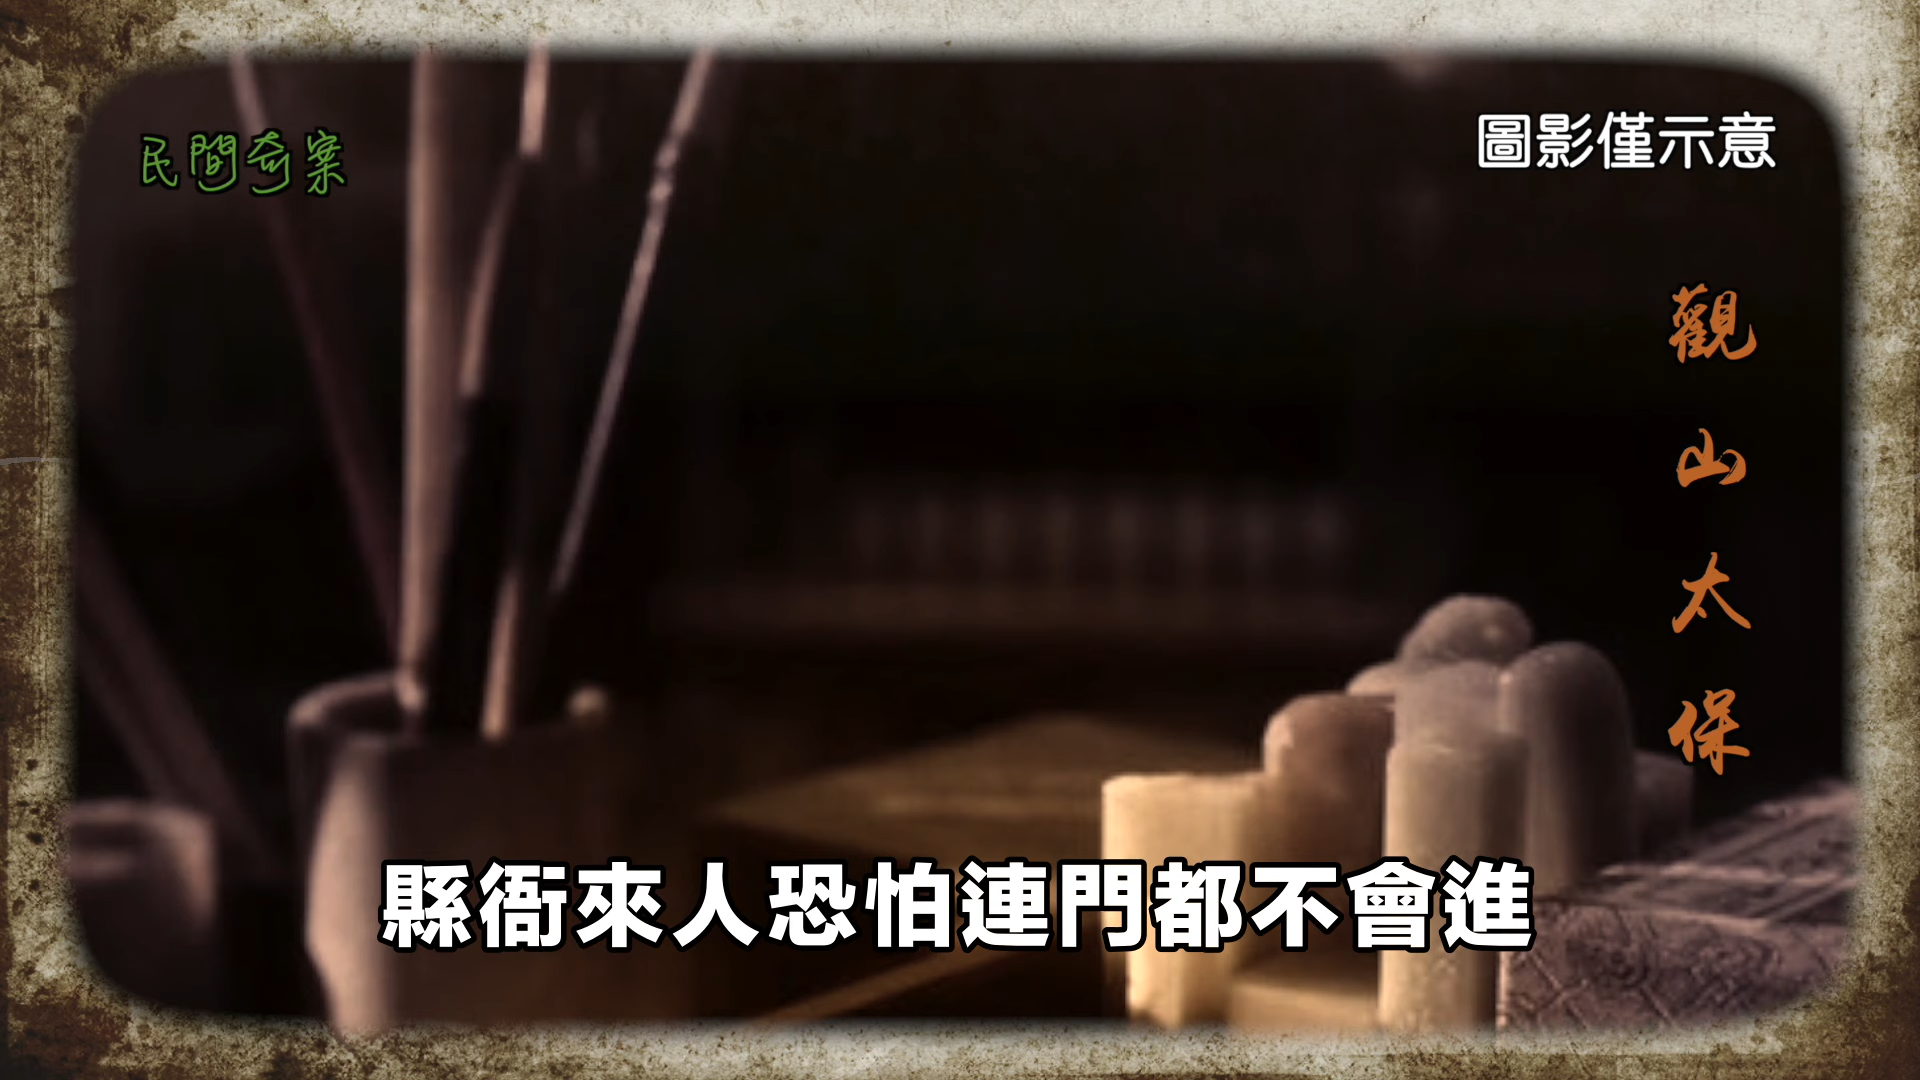 民間奇案
圖影僅示意
觀山太保
縣衙來人恐怕連門都不會進